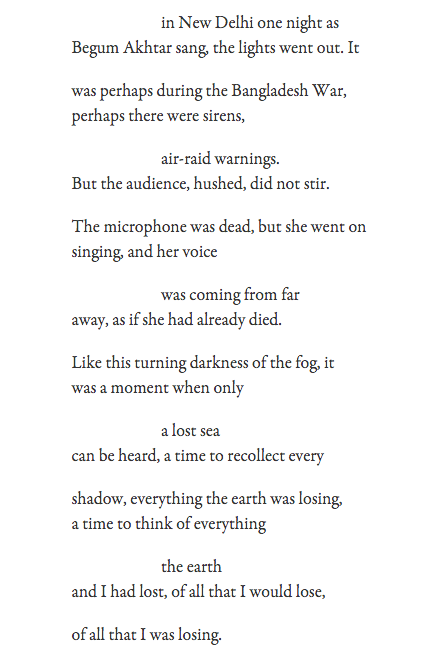 in New Delhi one night as
Begum Akhtar sang, the lights went out. It
was perhaps during the Bangladesh War,
perhaps there were sirens,
air-raid warnings.
But the audience, hushed, did not stir.
The microphone was dead, but she went on
singing, and her voice
was coming from far
away, as if she had already died.
Like this turning darkness of the fog, it
was a moment when only
a lost sea
can be heard, a time to recollect every
shadow, everything the earth was losing,
a time to think of everything
the earth
and I had lost, of all that I would lose,
of all that I was losing.